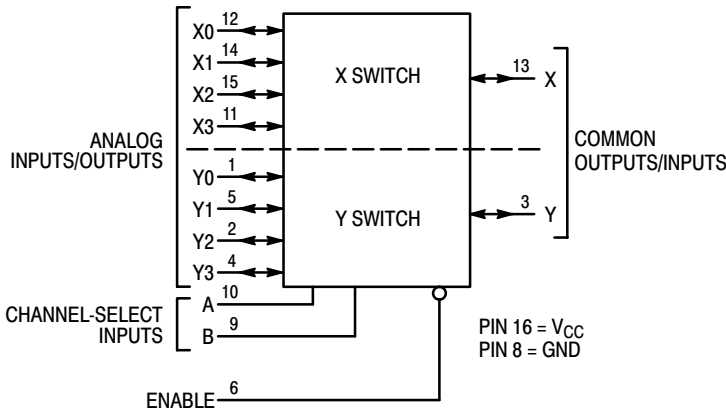 X0 12
X1 14
X2 15
X3 11
X SWITCH
13 X
ANALOG
INPUTS/OUTPUTS
COMMON
OUTPUTS/INPUTS
Y0 1
Y1 5
Y2 2
Y3 4
Y SWITCH
3 Y
CHANNEL-SELECT
INPUTS
A 10
B 9
PIN 16 = VCC
PIN 8 = GND
ENABLE 6